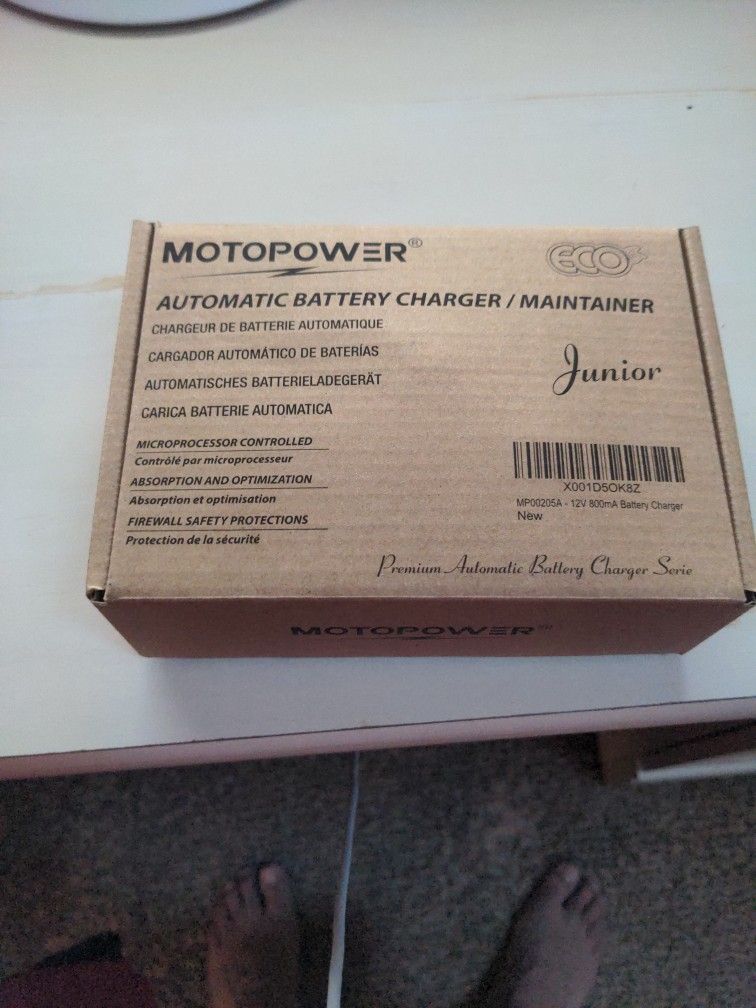 MOTOPOWER®
ECO
AUTOMATIC BATTERY CHARGER / MAINTAINER
CHARGEUR DE BATTERIE AUTOMATIQUE
CARGADOR AUTOMÁTICO DE BATERÍAS
AUTOMATISCHES BATTERIELADEGERÄT
CARICA BATTERIE AUTOMATICA
Junior
MICROPROCESSOR CONTROLLED
Contrôlé par microprocesseur
ABSORPTION AND OPTIMIZATION
Absorption et optimisation
FIREWALL SAFETY PROTECTIONS
Protection de la sécurité
X001D5OK8Z
MP00205A - 12V 800mA Battery Charger
New
Premium Automatic Battery Charger Serie
MOTOPOWER